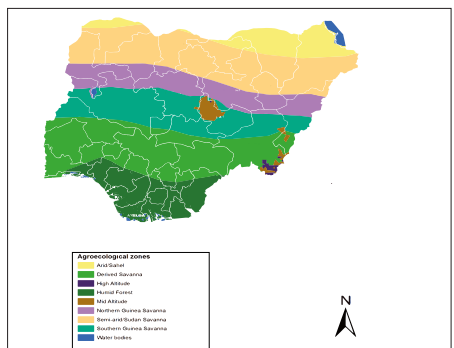 Agroecological zones
Arid/Sahel
Derived Savanna
High Altitude
Humid Forest
Mid Altitude
Northern Guinea Savanna
Semi-arid/Sudan Savanna
Southern Guinea Savanna
Water bodies
N